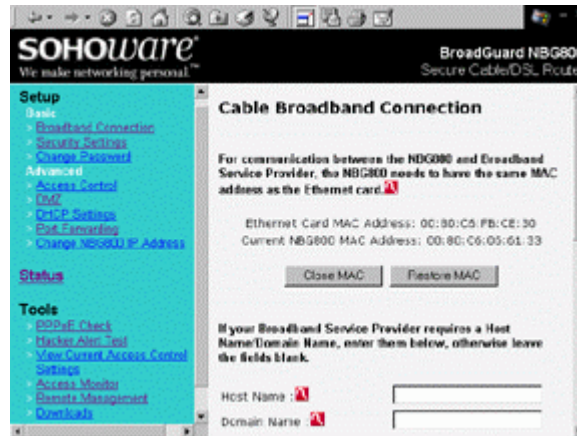 SOHOware
We make networking personal.™
BroadGuard NBG80
Secure Cable/DSL Route
Setup
Basic
> Broadband Connection
> Security Settings
> Change Password
Advanced
> Access Control
> DMZ
> DHCP Settings
> Port Forwarding
> Change NBG800 IP Address
Status
Tools
> PPPoE Check
> Hacker Alert Test
> View Current Access Control
Settings
> Access Monitor
> Remote Management
> Downloads
Cable Broadband Connection
For communication between the NBG800 and Broadband
Service Provider, the NBG800 needs to have the same MAC
address as the Ethernet card.
Ethernet Card MAC Address: 00:80:C6:FB:CE:30
Current NBG800 MAC Address: 00:80:C6:05:61:33
Clone MAC
Restore MAC
If your Broadband Service Provider requires a Host
Name/Domain Name, enter them below, otherwise leave
the fields blank.
Host Name :
Domain Name :